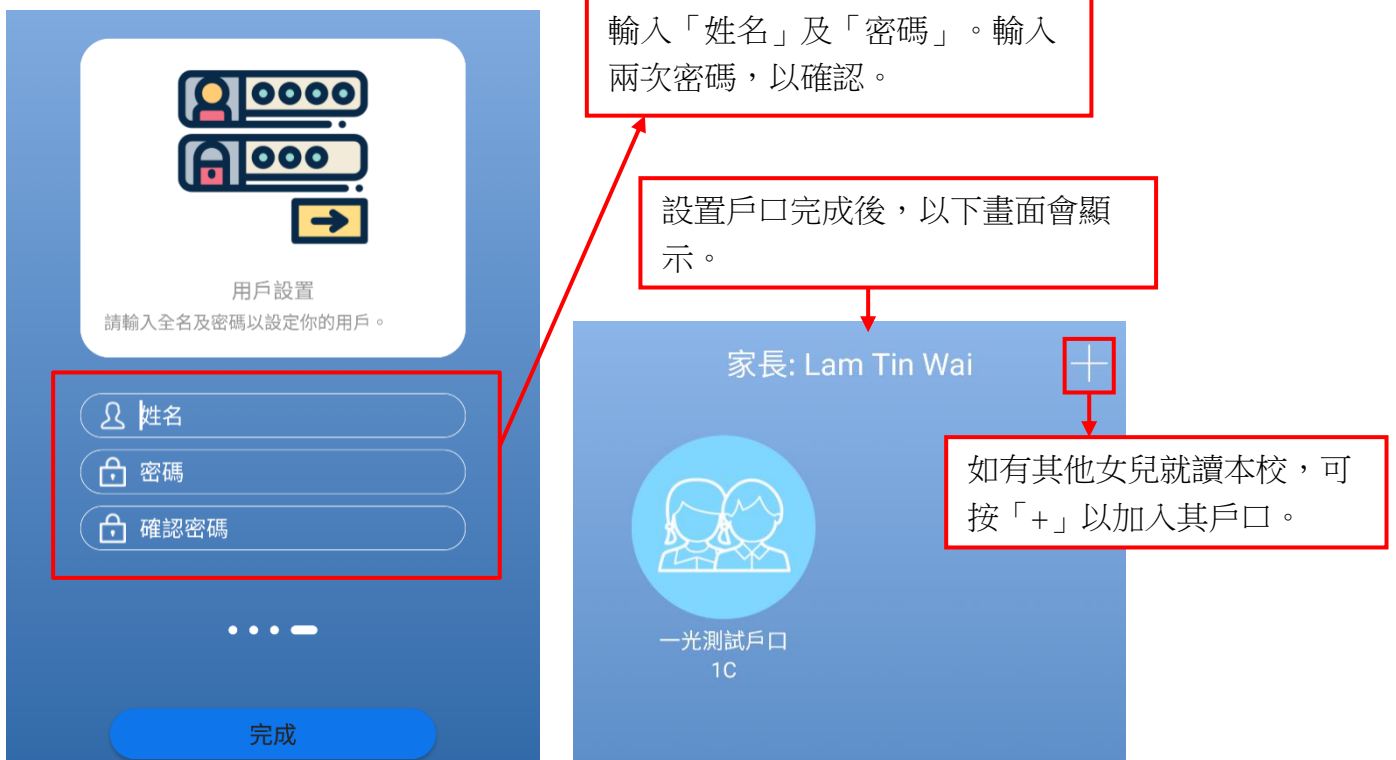 輸入「姓名」及「密碼」。輸入
兩次密碼，以確認。
用戶設置
請輸入全名及密碼以設定你的用戶。
姓名
密碼
確認密碼
完成
設置戶口完成後，以下畫面會顯
示。
家長: Lam Tin Wai
如有其他女兒就讀本校，可
按「+」以加入其戶口。
一光測試戶口
1C